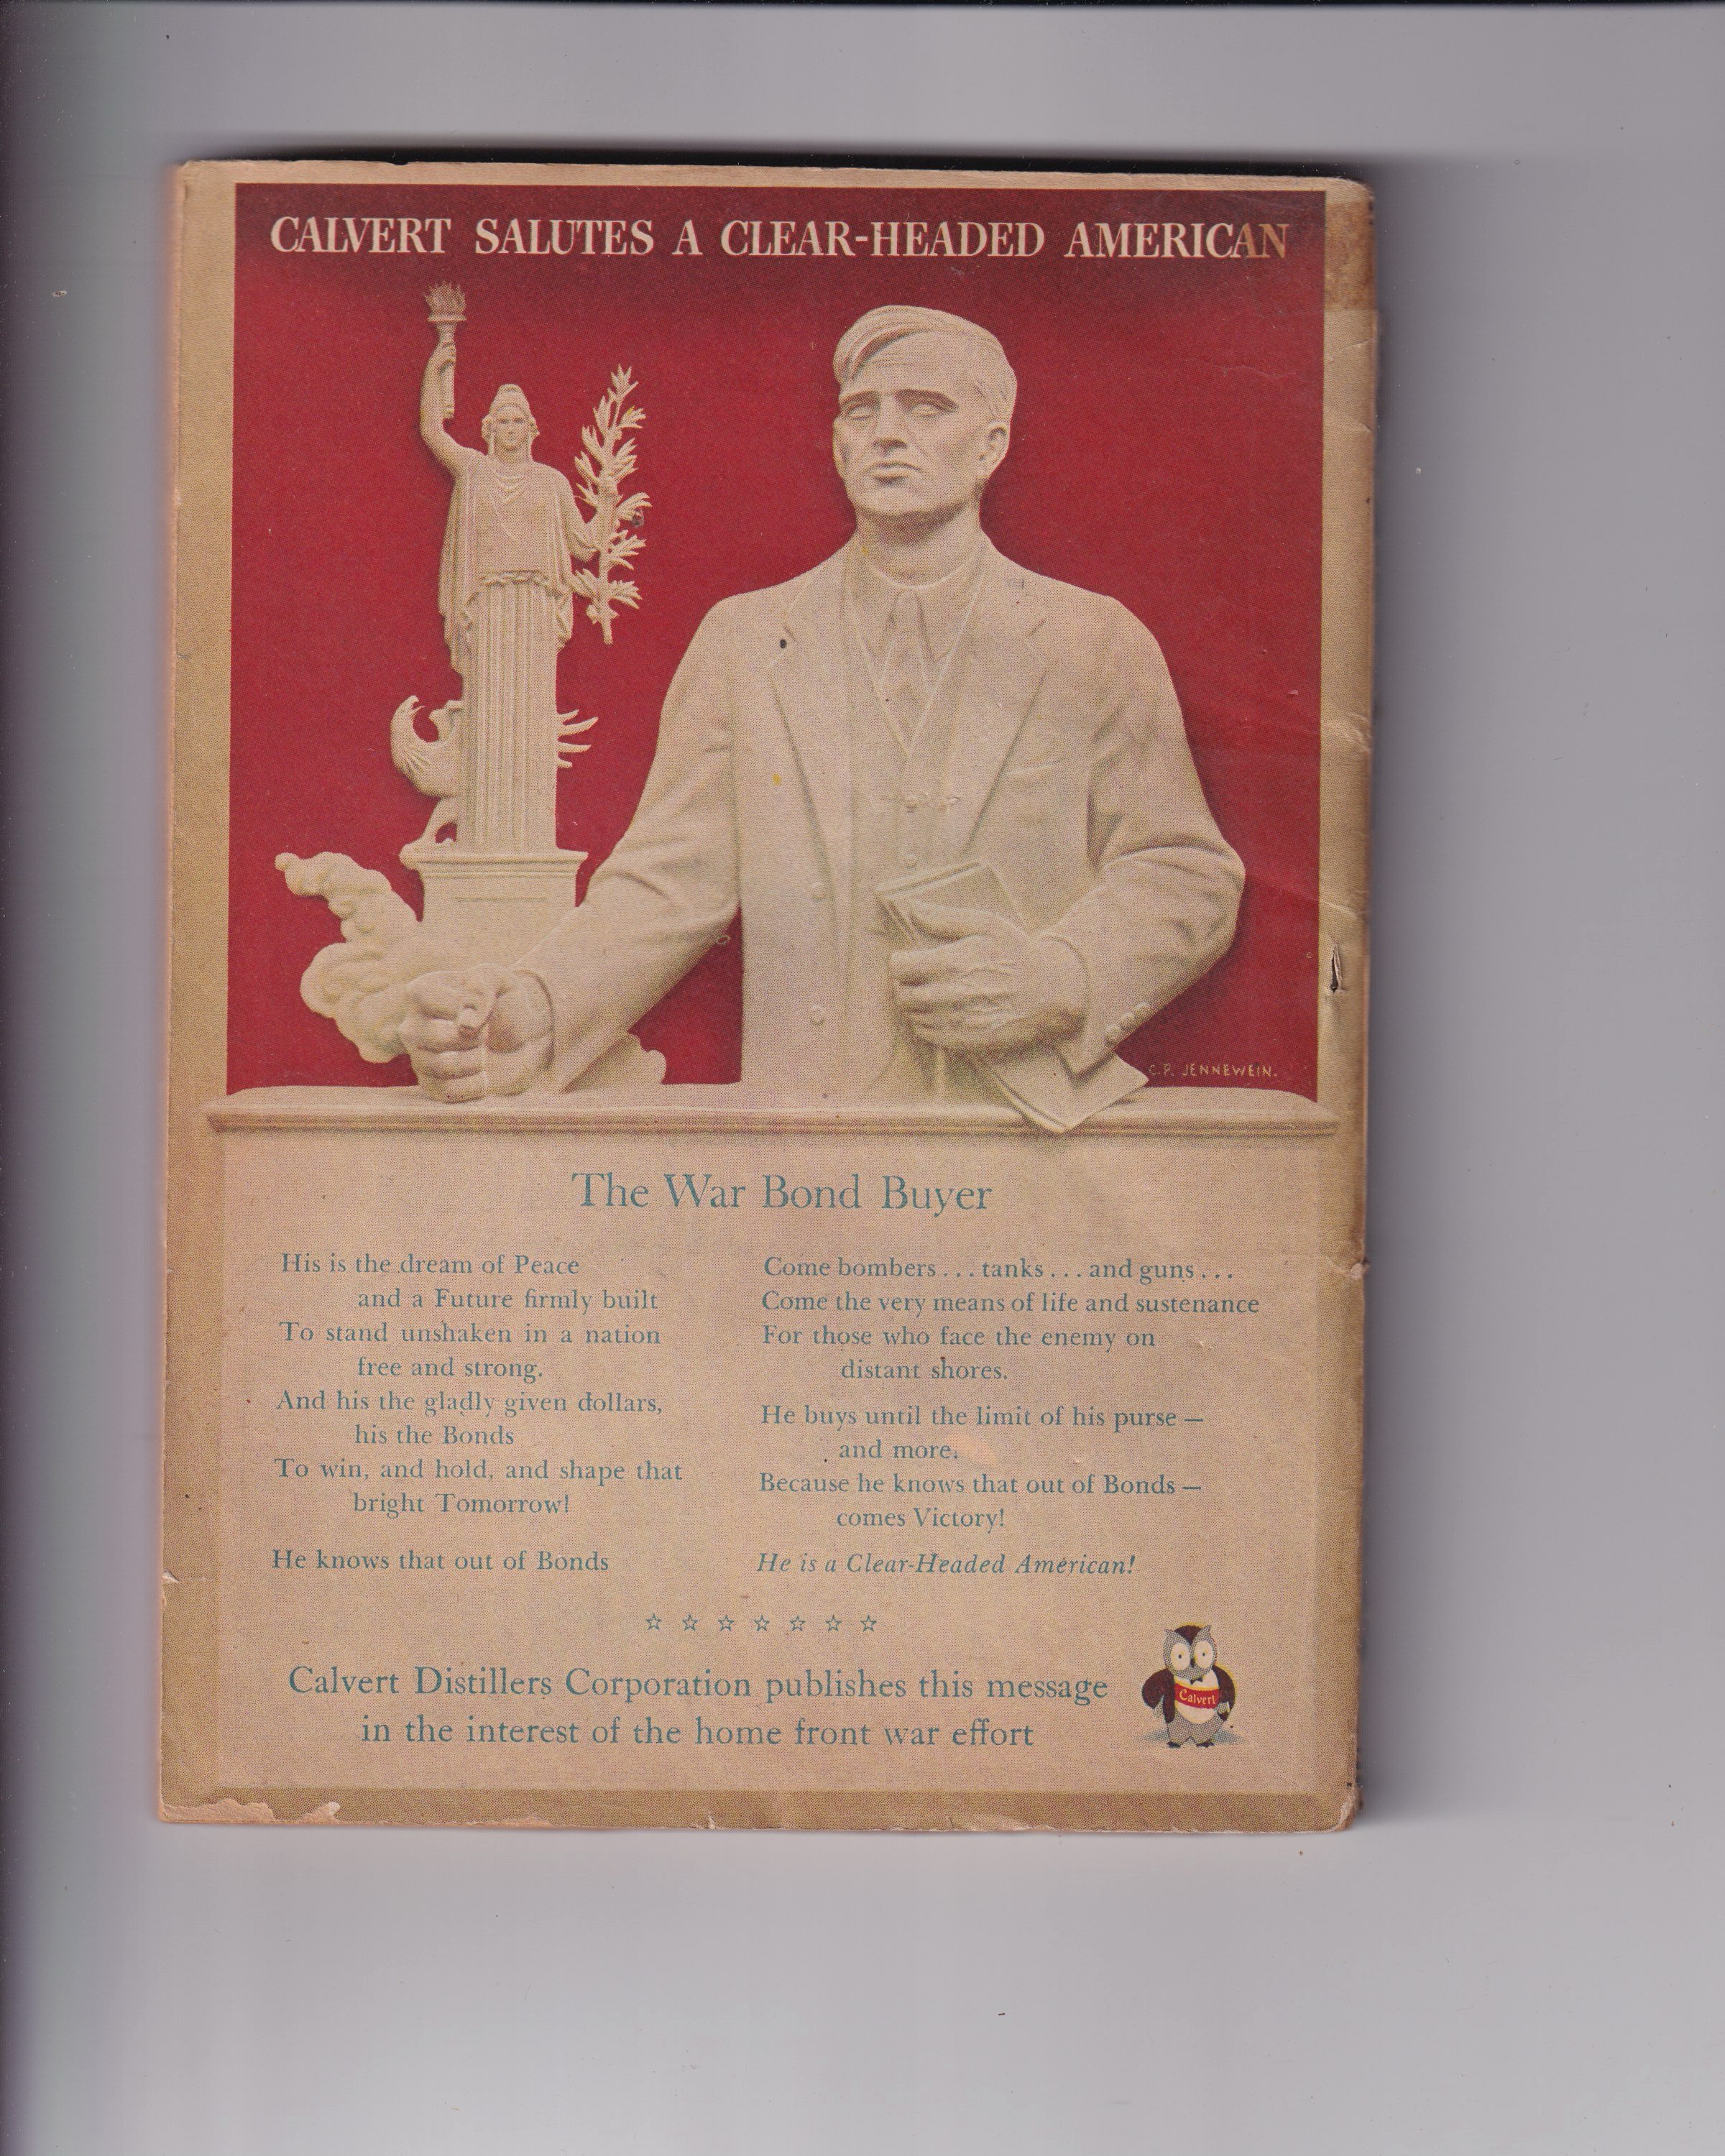 CALVERT SALUTES A CLEAR-HEADED AMERICAN
C.P. JENNEWEIN.
The War Bond Buyer
His is the dream of Peace
and a Future firmly built
To stand unshaken in a nation
free and strong.
And his the gladly given dollars,
his the Bonds
To win, and hold, and shape that
bright Tomorrow!
He knows that out of Bonds
Come bombers . . . tanks . . . and guns . . .
Come the very means of life and sustenance
For those who face the enemy on
distant shores.
He buys until the limit of his purse —
and more.
Because he knows that out of Bonds —
comes Victory!
He is a Clear-Headed American!
☆ ☆ ☆ ☆ ☆ ☆ ☆
Calvert Distillers Corporation publishes this message
in the interest of the home front war effort
Calvert